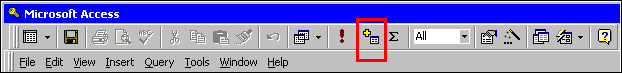 Microsoft Access
All
File Edit View Insert Query Tools Window Help